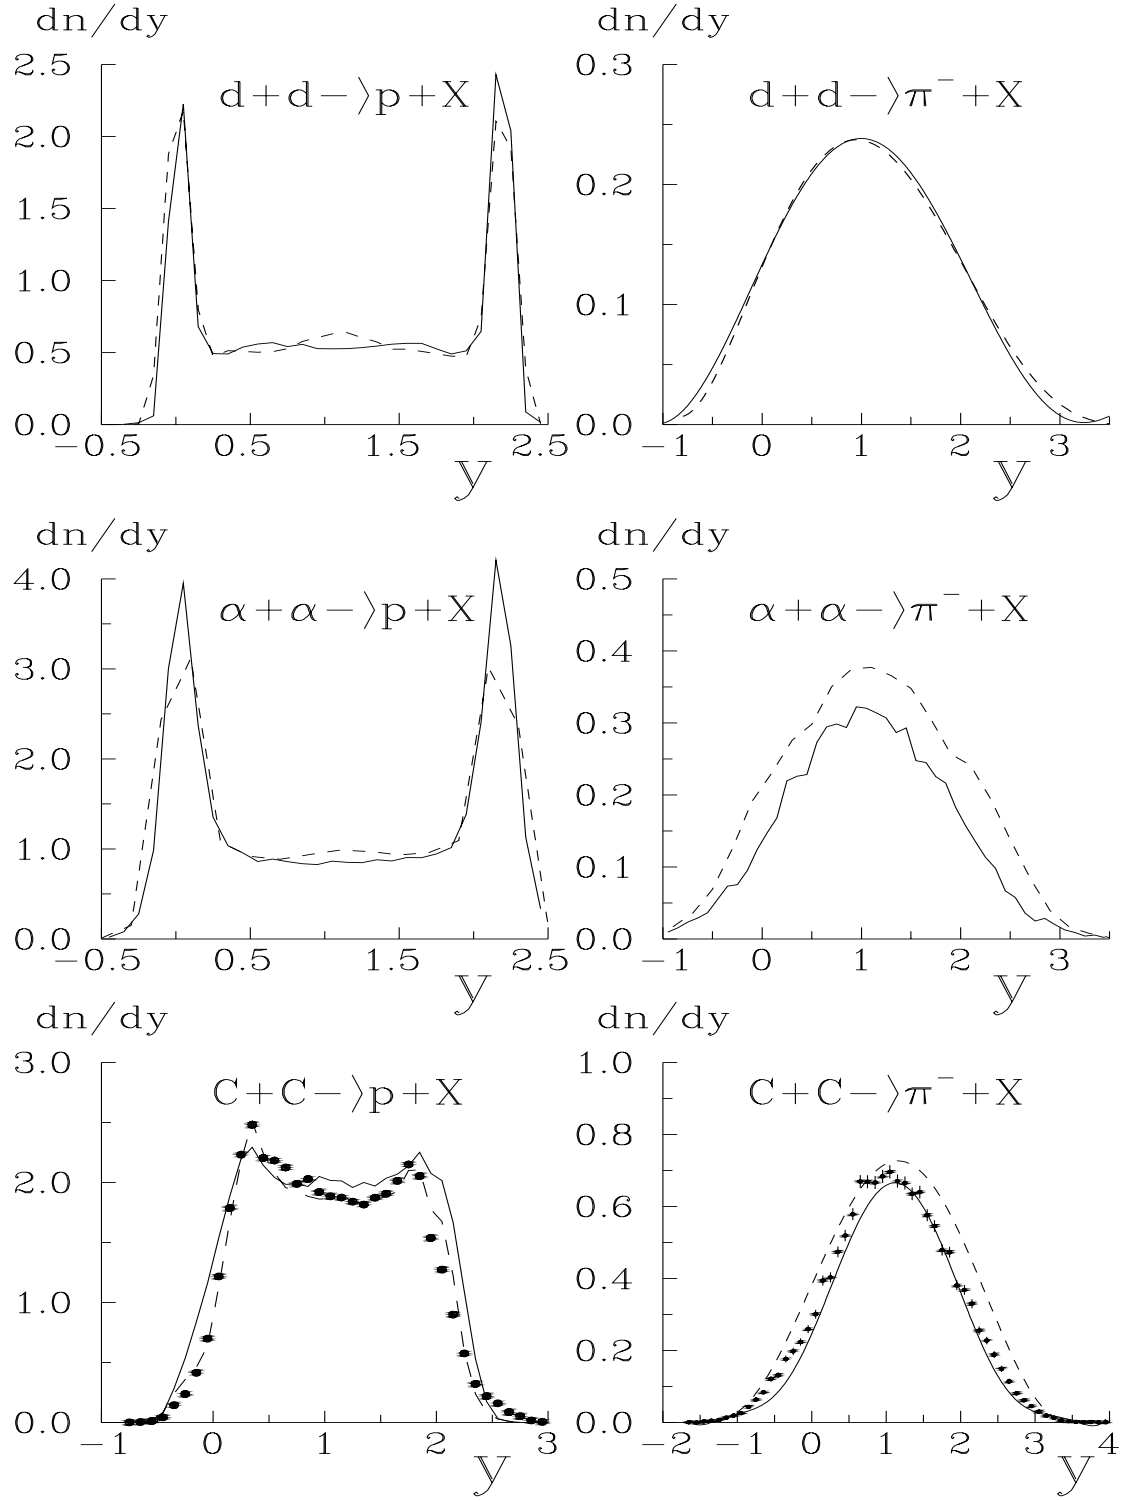 dn/dy
2.5
2.0
1.5
1.0
0.5
0.0
d+d−⟩p+X
−0.5 0.5 1.5 2.5
y
dn/dy
0.3
0.2
0.1
0.0
d+d−⟩π⁻+X
−1 0 1 2 3
y
dn/dy
4.0
3.0
2.0
1.0
0.0
α+α−⟩p+X
−0.5 0.5 1.5 2.5
y
dn/dy
0.5
0.4
0.3
0.2
0.1
0.0
α+α−⟩π⁻+X
−1 0 1 2 3
y
dn/dy
3.0
2.0
1.0
0.0
C+C−⟩p+X
−1 0 1 2 3
y
dn/dy
1.0
0.8
0.6
0.4
0.2
0.0
C+C−⟩π⁻+X
−2 −1 0 1 2 3 4
y